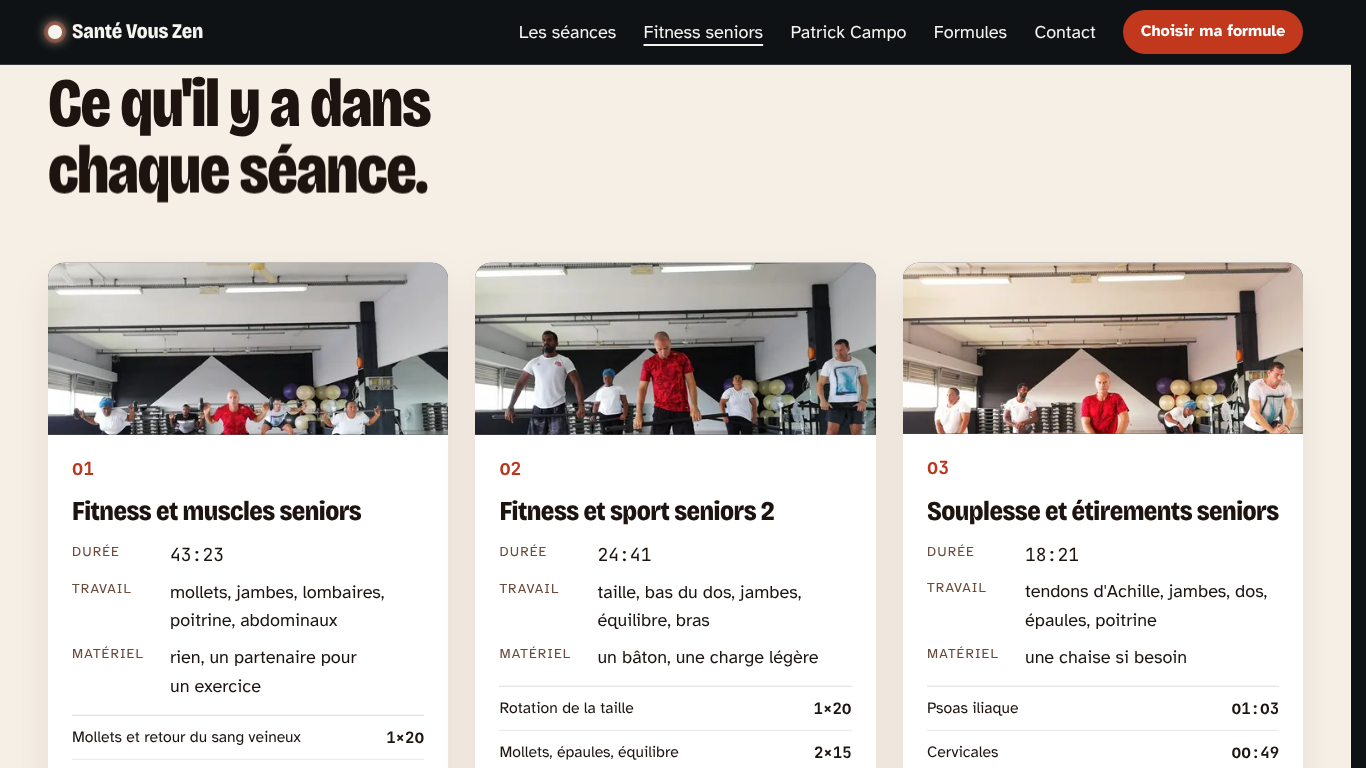 Santé Vous Zen
Les séances
Fitness seniors
Patrick Campo
Formules
Contact
Choisir ma formule
Ce qu'il y a dans
chaque séance.
01
Fitness et muscles seniors
DURÉE 43:23
TRAVAIL mollets, jambes, lombaires,
poitrine, abdominaux
MATÉRIEL rien, un partenaire pour
un exercice
Mollets et retour du sang veineux 1×20
02
Fitness et sport seniors 2
DURÉE 24:41
TRAVAIL taille, bas du dos, jambes,
équilibre, bras
MATÉRIEL un bâton, une charge légère
Rotation de la taille 1×20
Mollets, épaules, équilibre 2×15
03
Souplesse et étirements seniors
DURÉE 18:21
TRAVAIL tendons d'Achille, jambes, dos,
épaules, poitrine
MATÉRIEL une chaise si besoin
Psoas iliaque 01:03
Cervicales 00:49